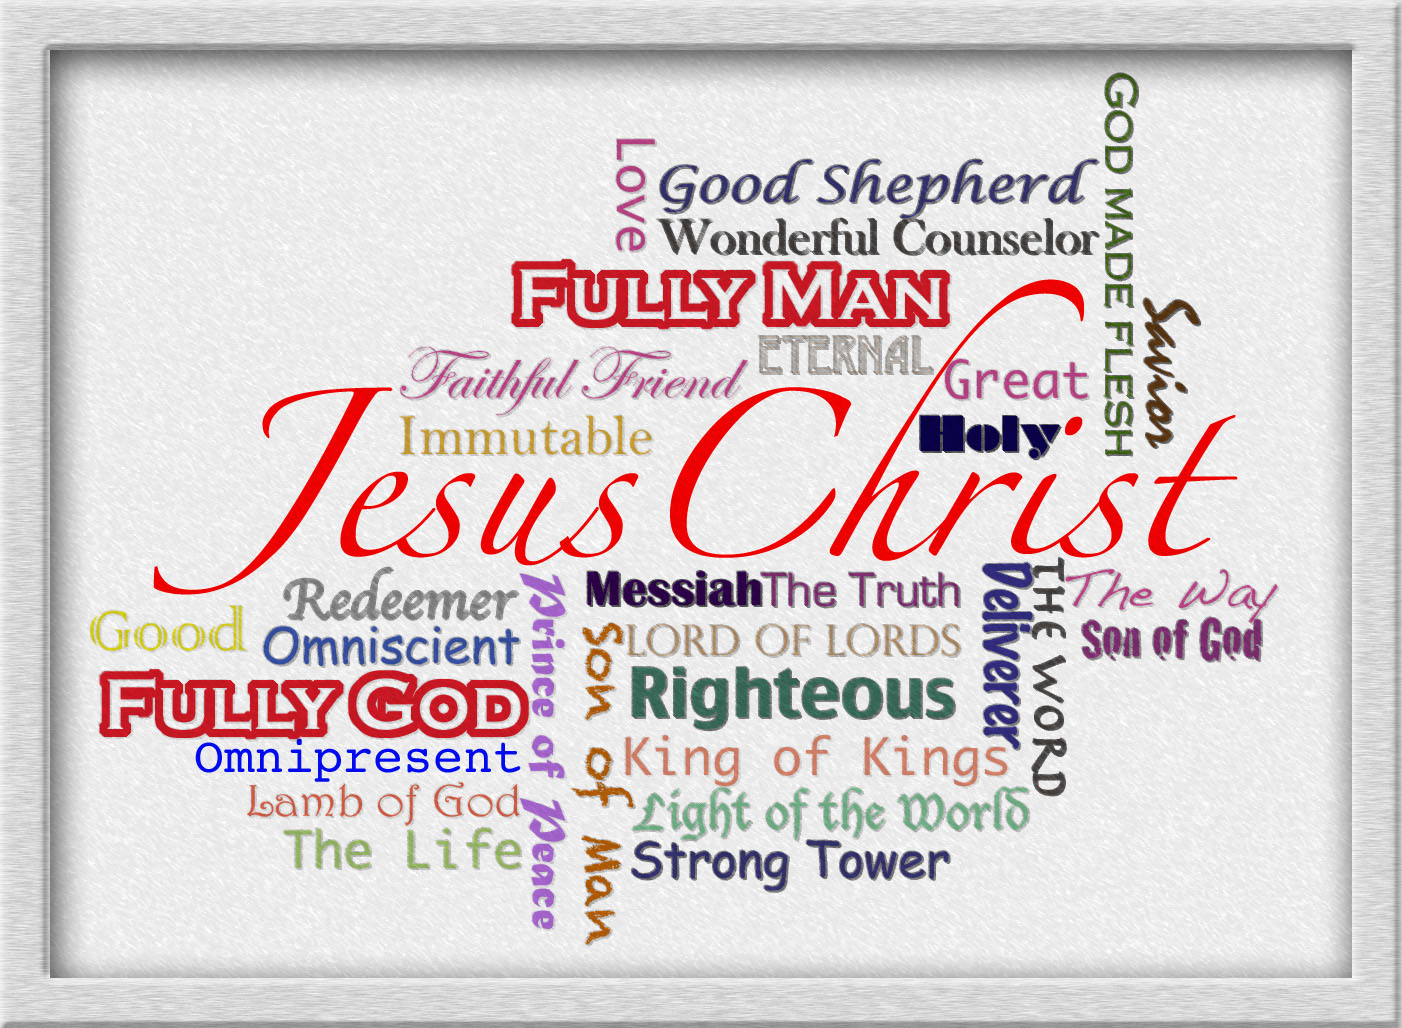 GOD MADE FLESH
Love
Good Shepherd
Wonderful Counselor
FULLY MAN
Savior
ETERNAL
Faithful Friend
Great
Immutable
Holy
Jesus Christ
Redeemer
Prince of Peace
Messiah
The Truth
Deliverer
THE WORD
The Way
Good
Omniscient
Son of Man
LORD OF LORDS
Son of God
FULLY GOD
Righteous
Omnipresent
King of Kings
Lamb of God
Light of the World
The Life
Strong Tower